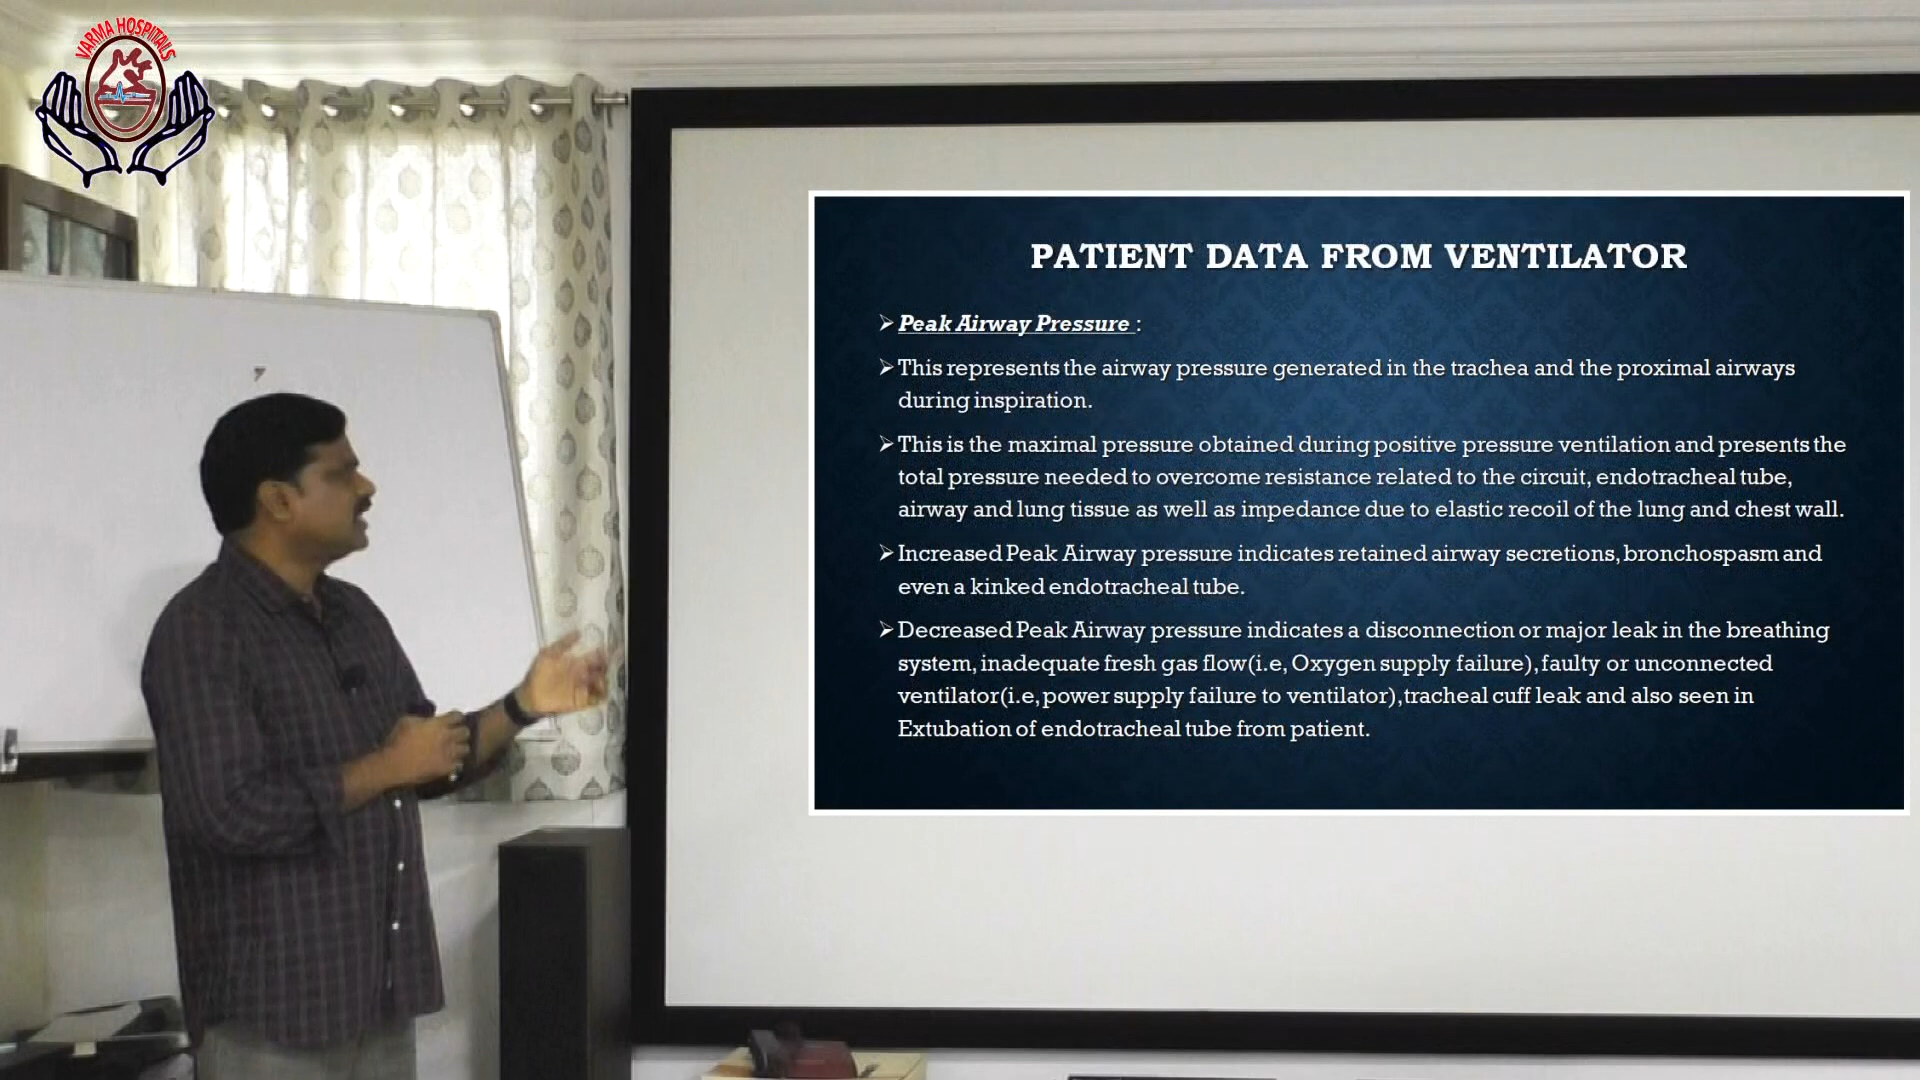 VARMA HOSPITALS
PATIENT DATA FROM VENTILATOR
➢Peak Airway Pressure :
➢This represents the airway pressure generated in the trachea and the proximal airways
during inspiration.
➢This is the maximal pressure obtained during positive pressure ventilation and presents the
total pressure needed to overcome resistance related to the circuit, endotracheal tube,
airway and lung tissue as well as impedance due to elastic recoil of the lung and chest wall.
➢Increased Peak Airway pressure indicates retained airway secretions, bronchospasm and
even a kinked endotracheal tube.
➢Decreased Peak Airway pressure indicates a disconnection or major leak in the breathing
system, inadequate fresh gas flow(i.e, Oxygen supply failure), faulty or unconnected
ventilator(i.e, power supply failure to ventilator),tracheal cuff leak and also seen in
Extubation of endotracheal tube from patient.